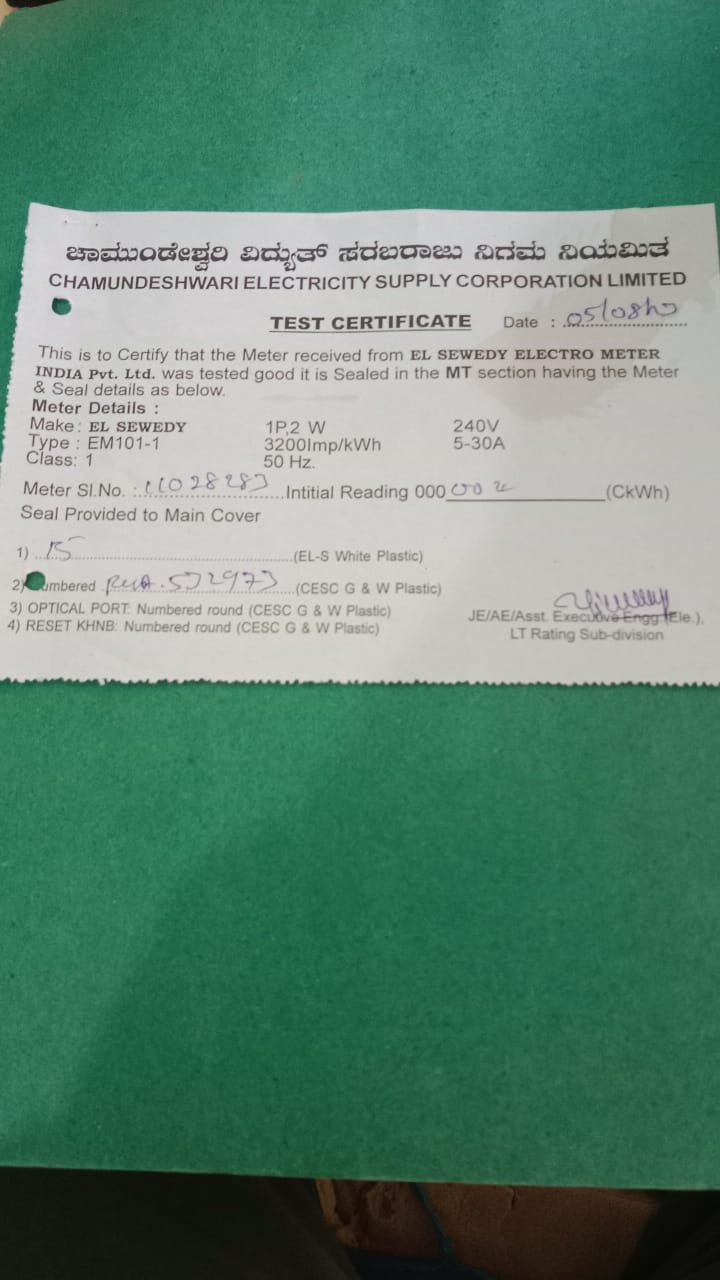 ಚಾಮುಂಡೇಶ್ವರಿ ವಿದ್ಯುತ್ ಸರಬರಾಜು ನಿಗಮ ನಿಯಮಿತ
CHAMUNDESHWARI ELECTRICITY SUPPLY CORPORATION LIMITED
TEST CERTIFICATE Date :
This is to Certify that the Meter received from EL SEWEDY ELECTRO METER
INDIA Pvt. Ltd. was tested good it is Sealed in the MT section having the Meter
& Seal details as below.
Meter Details :
Make : EL SEWEDY 1P,2 W 240V
Type : EM101-1 3200Imp/kWh 5-30A
Class: 1 50 Hz.
Meter Sl.No. : 11028283 Intitial Reading 000 (CkWh)
Seal Provided to Main Cover
1) (EL-S White Plastic)
2) 532973 (CESC G & W Plastic)
3) OPTICAL PORT: Numbered round (CESC G & W Plastic)
4) RESET KHNB: Numbered round (CESC G & W Plastic)
JE/AE/Asst. Executive Engg.(Ele.),
LT Rating Sub-division